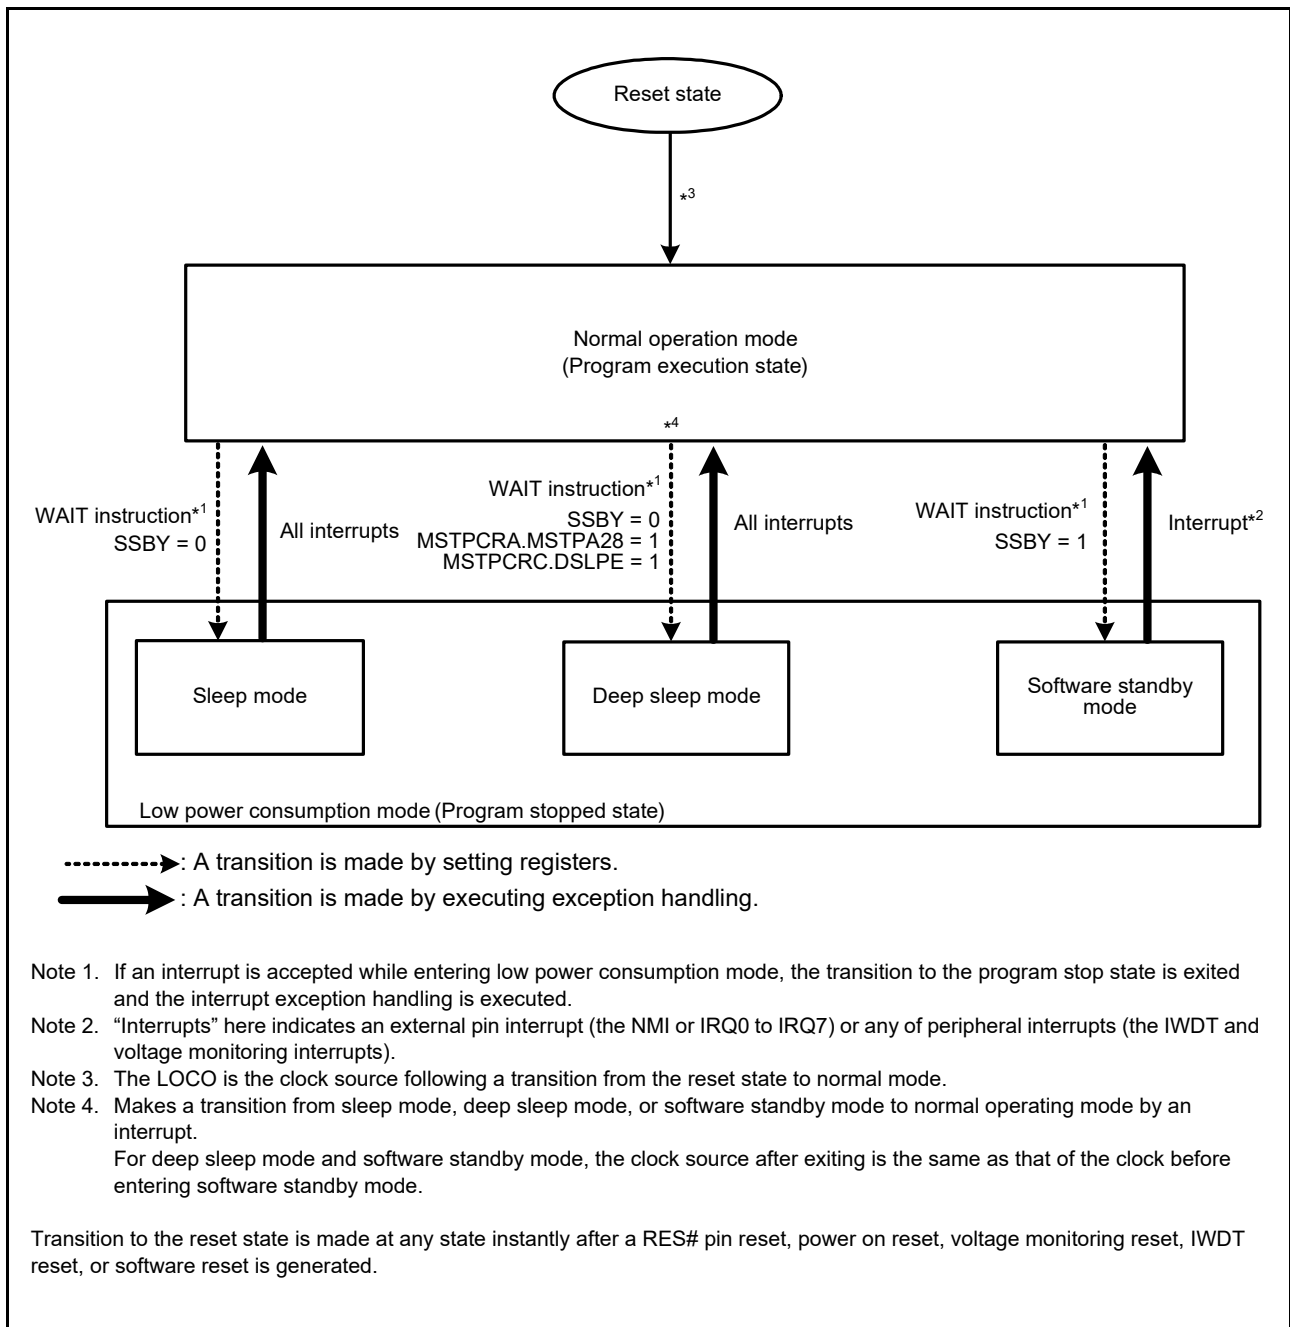 Reset state
*3
Normal operation mode
(Program execution state)
*4
WAIT instruction*1
SSBY = 0
All interrupts
WAIT instruction*1
SSBY = 0
MSTPCRA.MSTPA28 = 1
MSTPCRC.DSLPE = 1
All interrupts
WAIT instruction*1
SSBY = 1
Interrupt*2
Sleep mode
Deep sleep mode
Software standby
mode
Low power consumption mode (Program stopped state)
: A transition is made by setting registers.
: A transition is made by executing exception handling.
Note 1. If an interrupt is accepted while entering low power consumption mode, the transition to the program stop state is exited
and the interrupt exception handling is executed.
Note 2. “Interrupts” here indicates an external pin interrupt (the NMI or IRQ0 to IRQ7) or any of peripheral interrupts (the IWDT and
voltage monitoring interrupts).
Note 3. The LOCO is the clock source following a transition from the reset state to normal mode.
Note 4. Makes a transition from sleep mode, deep sleep mode, or software standby mode to normal operating mode by an
interrupt.
For deep sleep mode and software standby mode, the clock source after exiting is the same as that of the clock before
entering software standby mode.
Transition to the reset state is made at any state instantly after a RES# pin reset, power on reset, voltage monitoring reset, IWDT
reset, or software reset is generated.